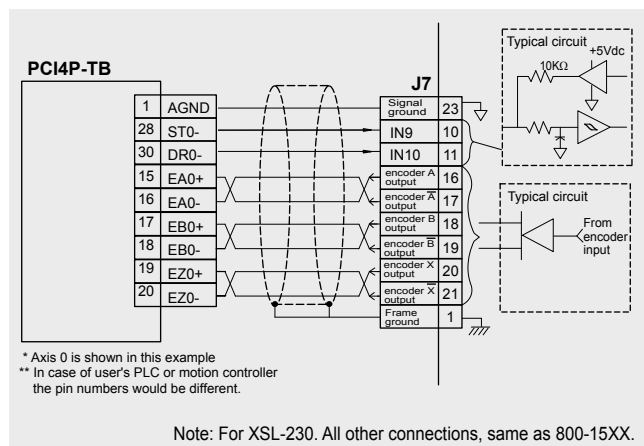 PCI4P-TB
1 AGND
28 ST0-
30 DR0-
15 EA0+
16 EA0-
17 EB0+
18 EB0-
19 EZ0+
20 EZ0-
J7
Signal ground 23
IN9 10
IN10 11
encoder A output 16
encoder A̅ output 17
encoder B output 18
encoder B̅ output 19
encoder X output 20
encoder X̅ output 21
Frame ground 1
Typical circuit
+5Vdc
10KΩ
Typical circuit
From
encoder
input
* Axis 0 is shown in this example
** In case of user's PLC or motion controller
the pin numbers would be different.
Note: For XSL-230. All other connections, same as 800-15XX.